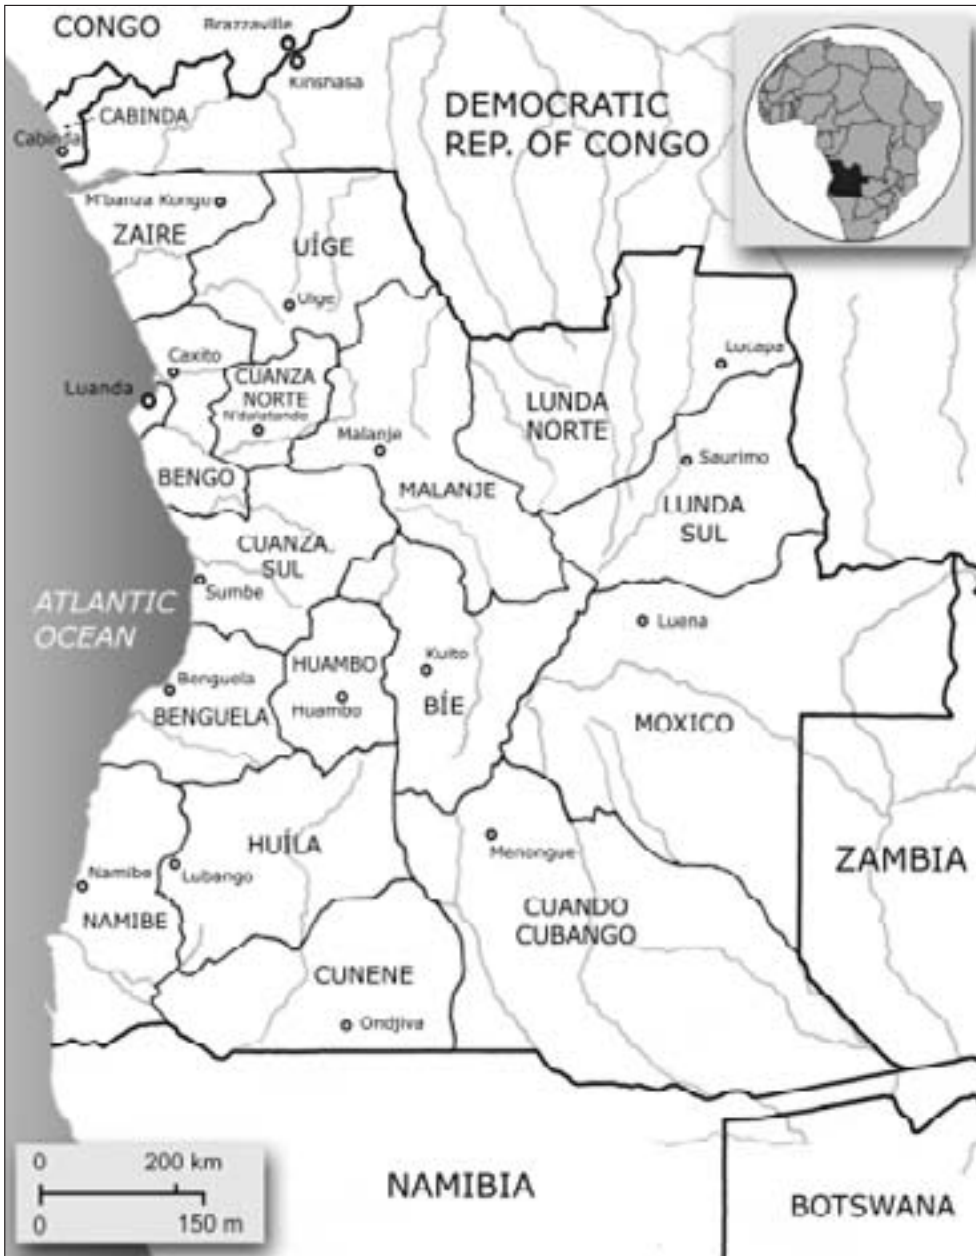 CONGO
Brazzaville
Kinshasa
CABINDA
Cabinda
DEMOCRATIC
REP. OF CONGO
M'banza Kongo
ZAIRE
UÍGE
Uige
Caxito
Luanda
CUANZA
NORTE
N'dalatando
Malanje
LUNDA
NORTE
Lucapa
Saurimo
BENGO
MALANJE
LUNDA
SUL
CUANZA
SUL
Sumbe
ATLANTIC
OCEAN
Luena
HUAMBO
Kuito
Benguela
Huambo
BENGUELA
BÍE
MOXICO
HUÍLA
Menongue
ZAMBIA
Namibe
Lubango
NAMIBE
CUANDO
CUBANGO
CUNENE
Ondjiva
0 200 km
0 150 m
NAMIBIA
BOTSWANA